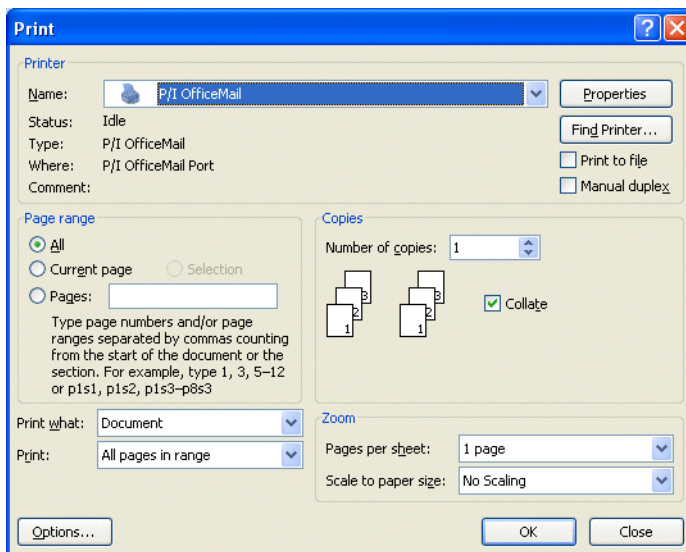 Print
Printer
Name: P/I OfficeMail Properties
Status: Idle
Find Printer...
Type: P/I OfficeMail
Where: P/I OfficeMail Port Print to file
Comment: Manual duplex
Page range
All
Current page Selection
Pages:
Type page numbers and/or page
ranges separated by commas counting
from the start of the document or the
section. For example, type 1, 3, 5–12
or p1s1, p1s2, p1s3–p8s3
Copies
Number of copies: 1
3 3
2 2
1 1
Collate
Print what: Document
Print: All pages in range
Zoom
Pages per sheet: 1 page
Scale to paper size: No Scaling
Options... OK Close